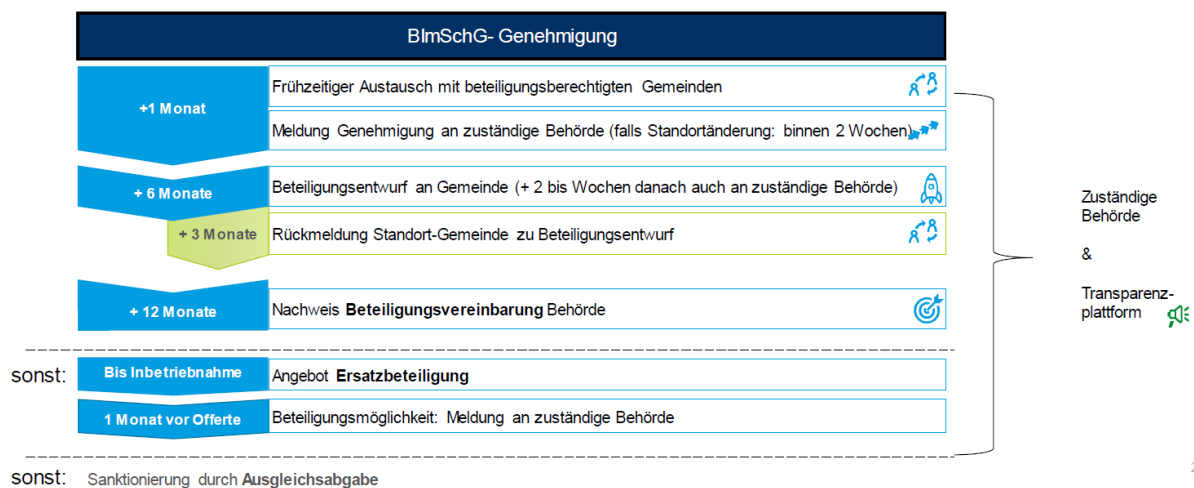 BImSchG- Genehmigung
+1 Monat
Frühzeitiger Austausch mit beteiligungsberechtigten Gemeinden
Meldung Genehmigung an zuständige Behörde (falls Standortänderung: binnen 2 Wochen)
+ 6 Monate
Beteiligungsentwurf an Gemeinde (+ 2 bis Wochen danach auch an zuständige Behörde)
+ 3 Monate
Rückmeldung Standort-Gemeinde zu Beteiligungsentwurf
+ 12 Monate
Nachweis Beteiligungsvereinbarung Behörde
Zuständige
Behörde
&
Transparenz-
plattform
sonst:
Bis Inbetriebnahme
Angebot Ersatzbeteiligung
1 Monat vor Offerte
Beteiligungsmöglichkeit: Meldung an zuständige Behörde
sonst: Sanktionierung durch Ausgleichsabgabe
2